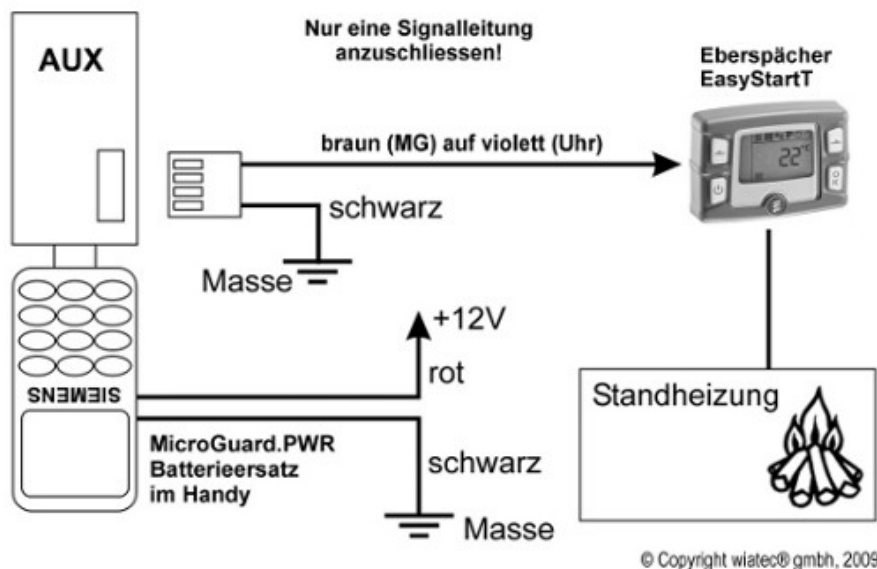 Nur eine Signalleitung
anzuschliessen!
AUX
Eberspächer
EasyStartT
braun (MG) auf violett (Uhr)
22°C
schwarz
Masse
+12V
rot
SIEMENS
MicroGuard.PWR
Batterieersatz
im Handy
schwarz
Masse
Standheizung
© Copyright wiatec® gmbh, 2009